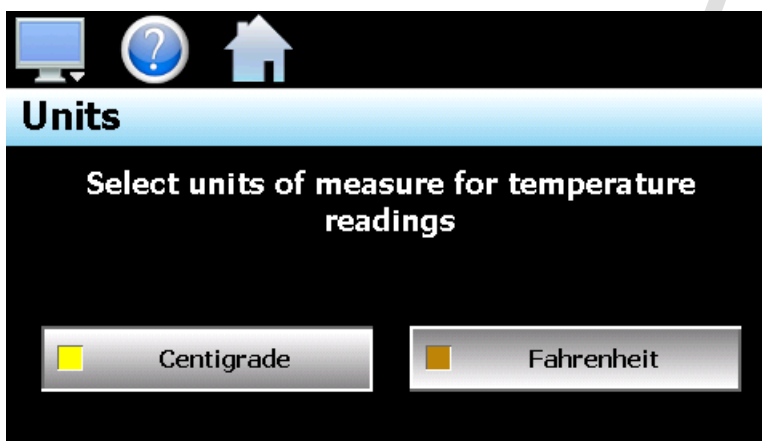 ?
Units
Select units of measure for temperature
readings
Centigrade
Fahrenheit